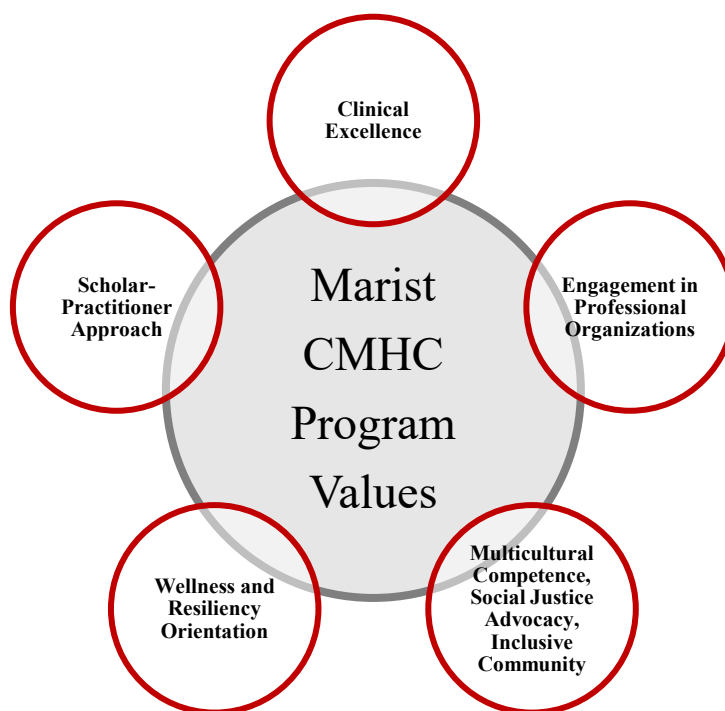 Clinical
Excellence
Scholar-
Practitioner
Approach
Marist
CMHC
Program
Values
Engagement in
Professional
Organizations
Wellness and
Resiliency
Orientation
Multicultural
Competence,
Social Justice
Advocacy,
Inclusive
Community